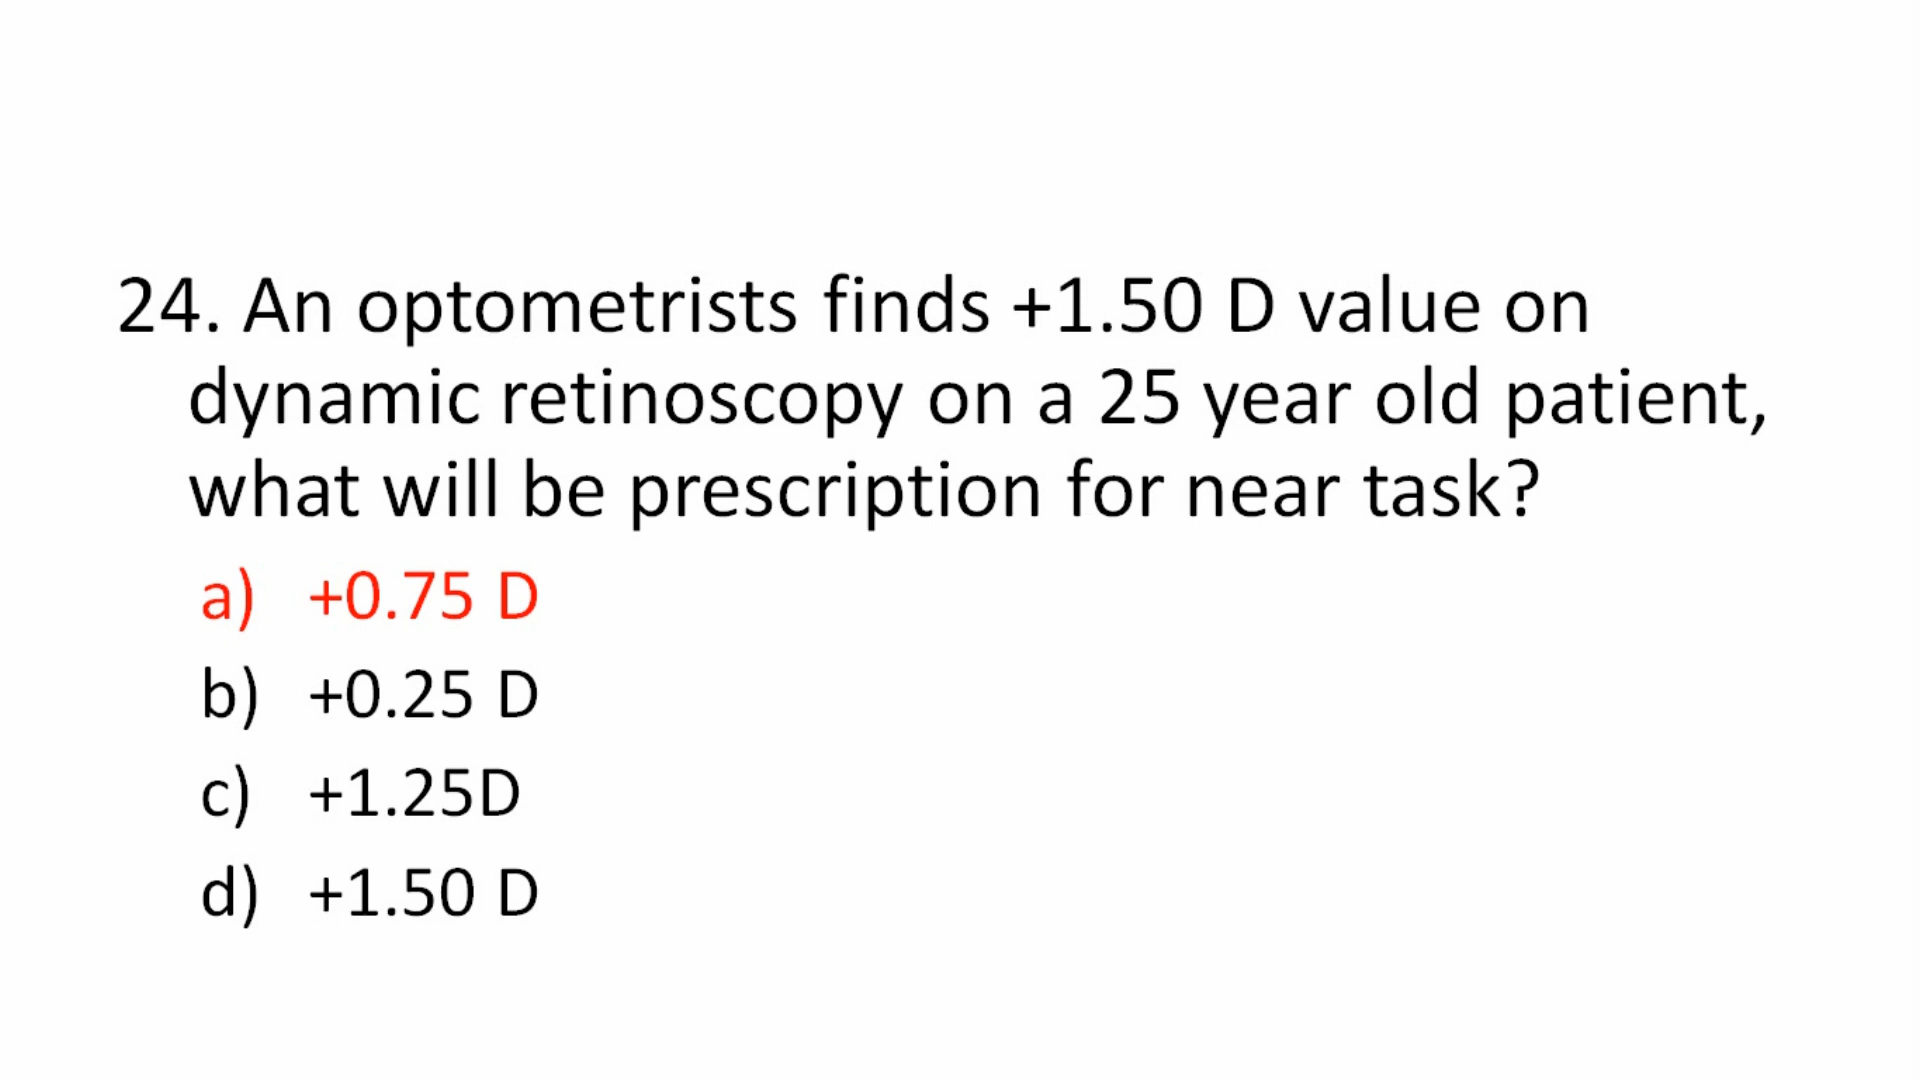 24. An optometrists finds +1.50 D value on
dynamic retinoscopy on a 25 year old patient,
what will be prescription for near task?
a) +0.75 D
b) +0.25 D
c) +1.25D
d) +1.50 D